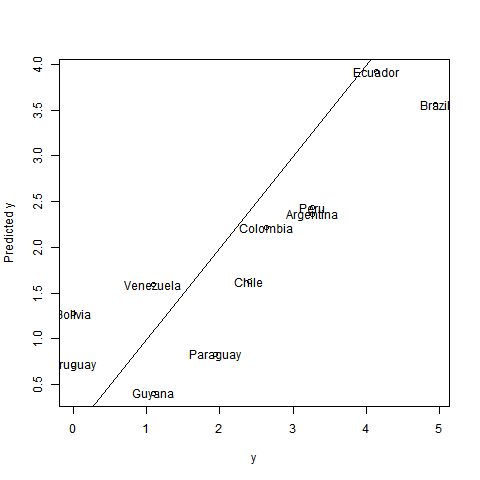 4.0
Ecuador
Brazil
3.5
3.0
2.5
Peru
Argentina
Colombia
2.0
Predicted y
Chile
Venezuela
1.5
Bolivia
1.0
Paraguay
ruguay
0.5
Guyana
0 1 2 3 4 5
y